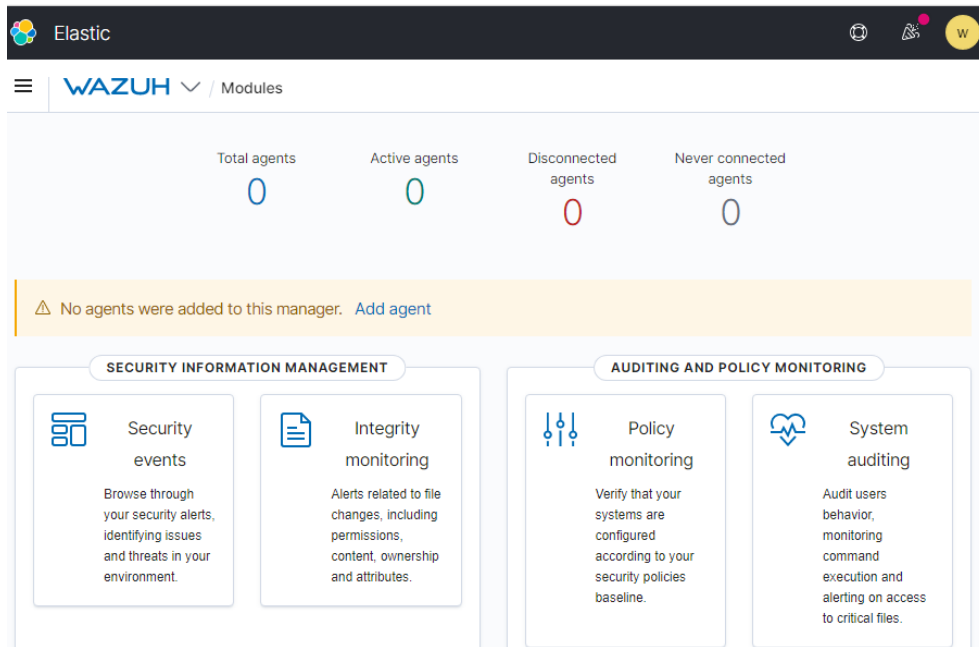 Elastic
W
WAZUH / Modules
Total agents
0
Active agents
0
Disconnected
agents
0
Never connected
agents
0
No agents were added to this manager. Add agent
SECURITY INFORMATION MANAGEMENT
Security
events
Browse through
your security alerts,
identifying issues
and threats in your
environment.
Integrity
monitoring
Alerts related to file
changes, including
permissions,
content, ownership
and attributes.
AUDITING AND POLICY MONITORING
Policy
monitoring
Verify that your
systems are
configured
according to your
security policies
baseline.
System
auditing
Audit users
behavior,
monitoring
command
execution and
alerting on access
to critical files.